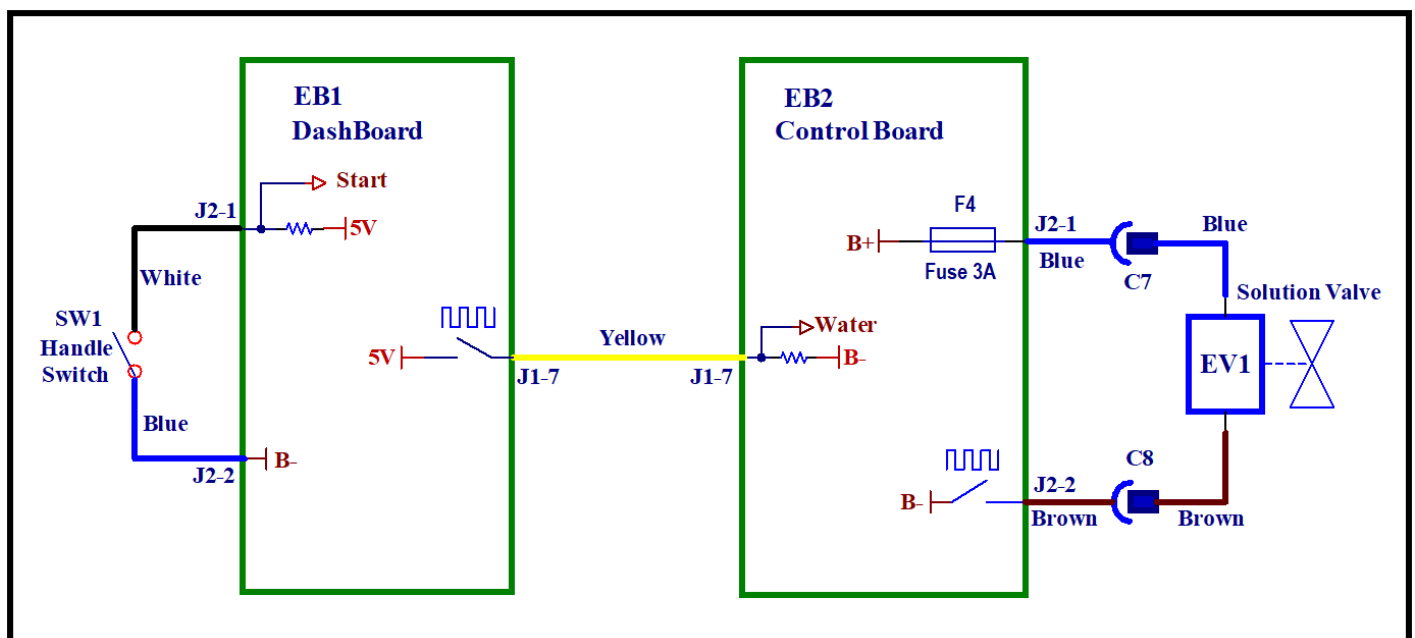 EB1
DashBoard
Start
J2-1
5V
White
SW1
Handle
Switch
Blue
J2-2
B-
5V
J1-7
Yellow
EB2
Control Board
F4
B+
Fuse 3A
J2-1
Blue
C7
Blue
Solution Valve
Water
J1-7
B-
EV1
C8
J2-2
B-
Brown
Brown